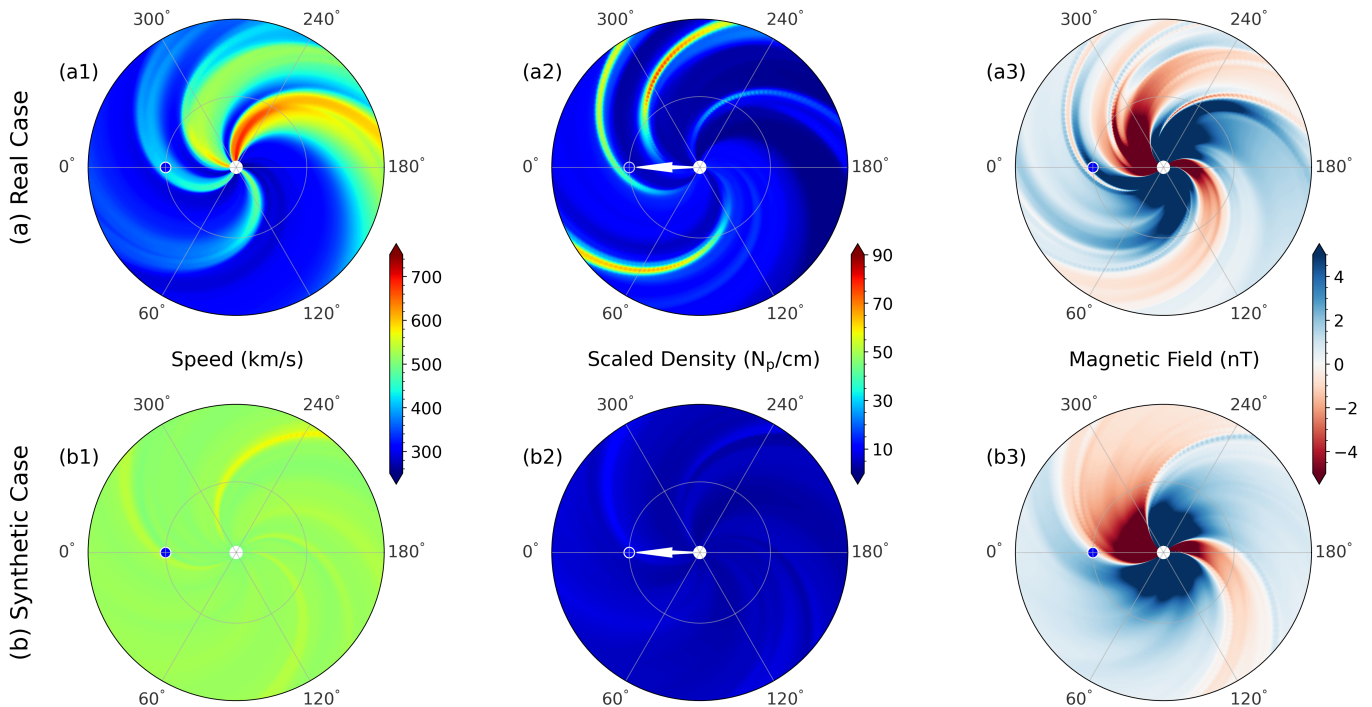 300° 240° 300° 240° 300° 240°
(a1) (a2) (a3)
(a) Real Case
0° 180° 0° 180° 0° 180°
60° 120° 60° 120° 60° 120°
700
600
500
400
300
90
70
50
30
10
4
2
0
−2
−4
Speed (km/s) Scaled Density (Nₚ/cm) Magnetic Field (nT)
300° 240° 300° 240° 300° 240°
(b1) (b2) (b3)
(b) Synthetic Case
0° 180° 0° 180° 0° 180°
60° 120° 60° 120° 60° 120°